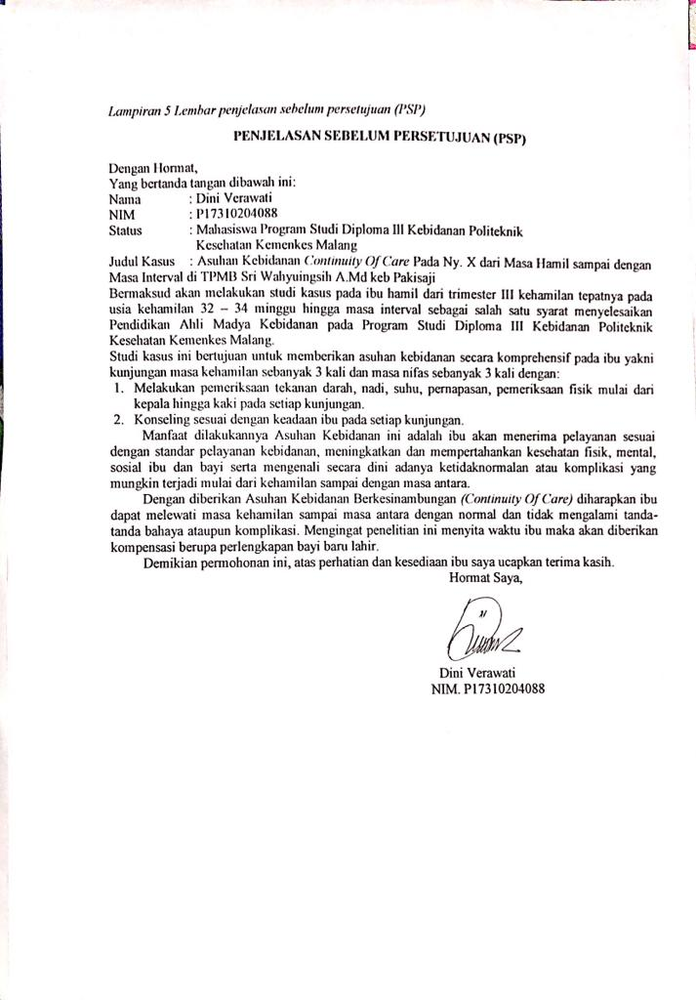 Lampiran 5 Lembar penjelasan sebelum persetujuan (PSP)
PENJELASAN SEBELUM PERSETUJUAN (PSP)
Dengan Hormat,
Yang bertanda tangan dibawah ini:
Nama : Dini Verawati
NIM : P17310204088
Status : Mahasiswa Program Studi Diploma III Kebidanan Politeknik
Kesehatan Kemenkes Malang
Judul Kasus : Asuhan Kebidanan Continuity Of Care Pada Ny. X dari Masa Hamil sampai dengan
Masa Interval di TPMB Sri Wahyuingsih A.Md keb Pakisaji
Bermaksud akan melakukan studi kasus pada ibu hamil dari trimester III kehamilan tepatnya pada
usia kehamilan 32 – 34 minggu hingga masa interval sebagai salah satu syarat menyelesaikan
Pendidikan Ahli Madya Kebidanan pada Program Studi Diploma III Kebidanan Politeknik
Kesehatan Kemenkes Malang.
Studi kasus ini bertujuan untuk memberikan asuhan kebidanan secara komprehensif pada ibu yakni
kunjungan masa kehamilan sebanyak 3 kali dan masa nifas sebanyak 3 kali dengan:
1. Melakukan pemeriksaan tekanan darah, nadi, suhu, pernapasan, pemeriksaan fisik mulai dari
kepala hingga kaki pada setiap kunjungan.
2. Konseling sesuai dengan keadaan ibu pada setiap kunjungan.
Manfaat dilakukannya Asuhan Kebidanan ini adalah ibu akan menerima pelayanan sesuai
dengan standar pelayanan kebidanan, meningkatkan dan mempertahankan kesehatan fisik, mental,
sosial ibu dan bayi serta mengenali secara dini adanya ketidaknormalan atau komplikasi yang
mungkin terjadi mulai dari kehamilan sampai dengan masa antara.
Dengan diberikan Asuhan Kebidanan Berkesinambungan (Continuity Of Care) diharapkan ibu
dapat melewati masa kehamilan sampai masa antara dengan normal dan tidak mengalami tanda-
tanda bahaya ataupun komplikasi. Mengingat penelitian ini menyita waktu ibu maka akan diberikan
kompensasi berupa perlengkapan bayi baru lahir.
Demikian permohonan ini, atas perhatian dan kesediaan ibu saya ucapkan terima kasih.
Hormat Saya,
Dini Verawati
NIM. P17310204088